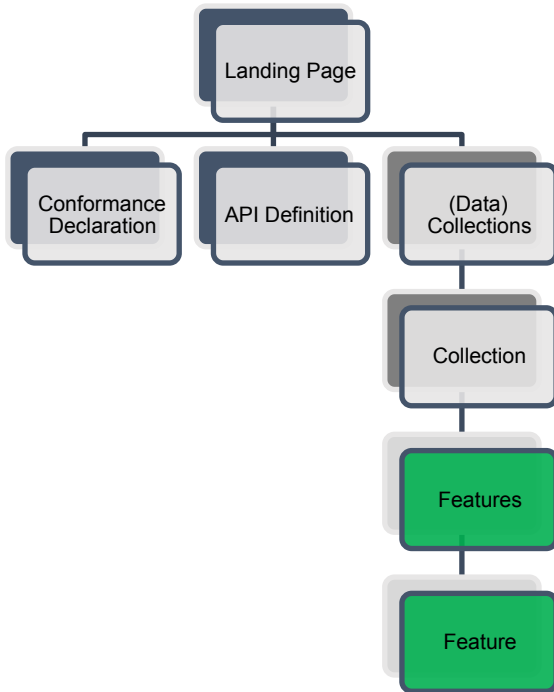 Landing Page
Conformance
Declaration
API Definition
(Data)
Collections
Collection
Features
Feature